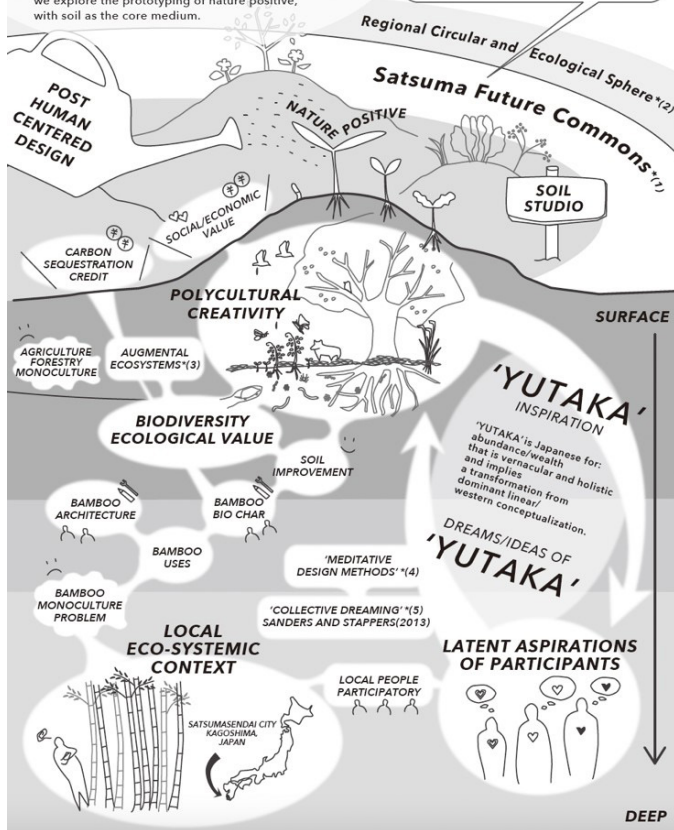 we explore the prototyping of nature positive,
with soil as the core medium.
Regional Circular and Ecological Sphere*(2)
Satsuma Future Commons*(1)
POST
HUMAN
CENTERED
DESIGN
NATURE POSITIVE
SOIL
STUDIO
SOCIAL/ECONOMIC
VALUE
CARBON
SEQUESTRATION
CREDIT
POLYCULTURAL
CREATIVITY
SURFACE
AGRICULTURE
FORESTRY
MONOCULTURE
AUGMENTAL
ECOSYSTEMS*(3)
'YUTAKA'
INSPIRATION
'YUTAKA' is Japanese for:
abundance/wealth
that is vernacular and holistic
and implies
a transformation from
dominant linear/
western conceptualization.
BIODIVERSITY
ECOLOGICAL VALUE
SOIL
IMPROVEMENT
BAMBOO
ARCHITECTURE
BAMBOO
BIO CHAR
BAMBOO
USES
DREAMS/IDEAS OF
'YUTAKA'
'MEDITATIVE
DESIGN METHODS' *(4)
BAMBOO
MONOCULTURE
PROBLEM
'COLLECTIVE DREAMING' *(5)
SANDERS AND STAPPERS(2013)
LOCAL
ECO-SYSTEMIC
CONTEXT
LATENT ASPIRATIONS
OF PARTICIPANTS
LOCAL PEOPLE
PARTICIPATORY
SATSUMASENDAI CITY
KAGOSHIMA,
JAPAN
DEEP